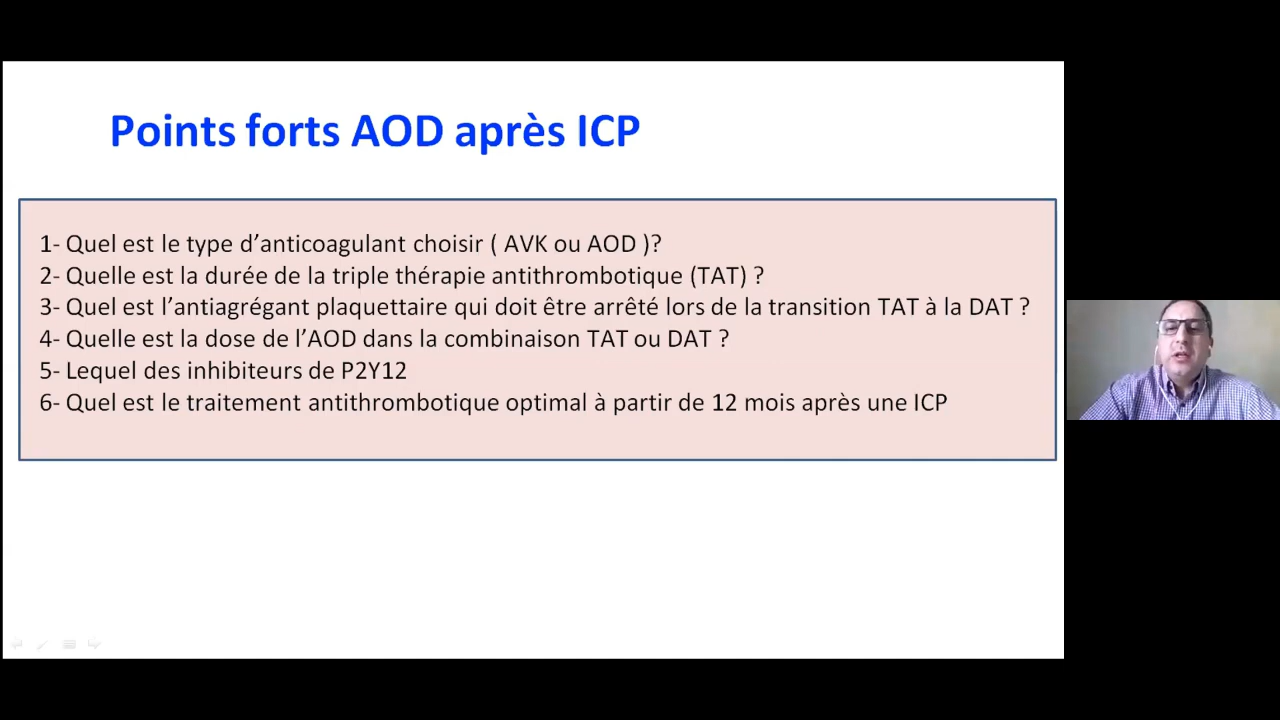 Points forts AOD après ICP
1- Quel est le type d’anticoagulant choisir ( AVK ou AOD )?
2- Quelle est la durée de la triple thérapie antithrombotique (TAT) ?
3- Quel est l’antiagrégant plaquettaire qui doit être arrêté lors de la transition TAT à la DAT ?
4- Quelle est la dose de l’AOD dans la combinaison TAT ou DAT ?
5- Lequel des inhibiteurs de P2Y12
6- Quel est le traitement antithrombotique optimal à partir de 12 mois après une ICP